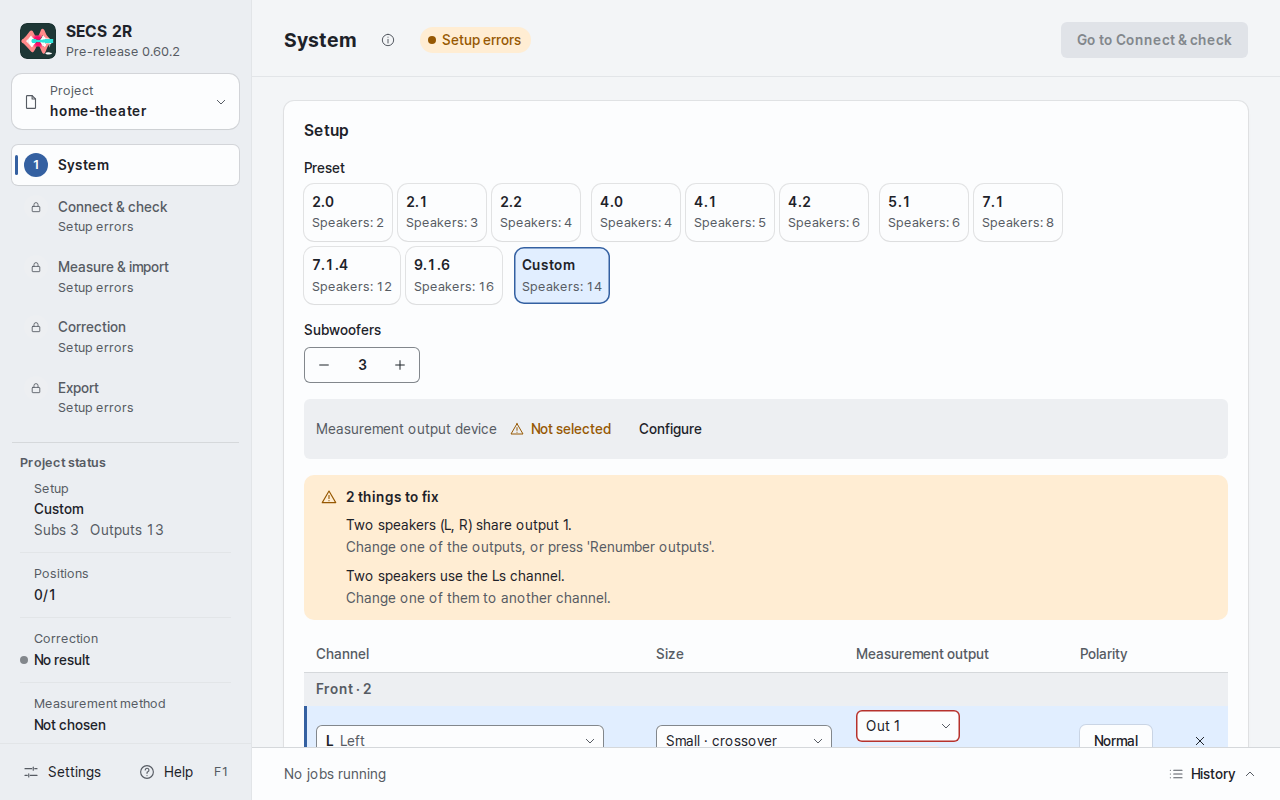 SECS 2R
Pre-release 0.60.2
Project
home-theater
1 System
Connect & check
Setup errors
Measure & import
Setup errors
Correction
Setup errors
Export
Setup errors
Project status
Setup
Custom
Subs 3 Outputs 13
Positions
0/1
Correction
No result
Measurement method
Not chosen
Settings Help F1
System Setup errors Go to Connect & check
Setup
Preset
2.0 2.1 2.2 4.0 4.1 4.2 5.1 7.1
Speakers: 2 Speakers: 3 Speakers: 4 Speakers: 4 Speakers: 5 Speakers: 6 Speakers: 6 Speakers: 8
7.1.4 9.1.6 Custom
Speakers: 12 Speakers: 16 Speakers: 14
Subwoofers
− 3 +
Measurement output device Not selected Configure
2 things to fix
Two speakers (L, R) share output 1.
Change one of the outputs, or press 'Renumber outputs'.
Two speakers use the Ls channel.
Change one of them to another channel.
Channel Size Measurement output Polarity
Front · 2
Out 1
L Left Small · crossover Normal
No jobs running History